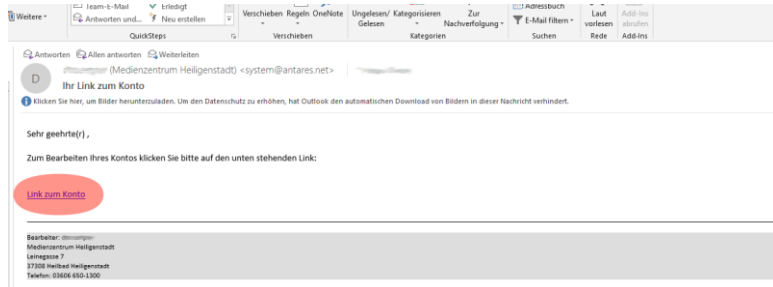 Team-E-Mail Erledigt Adressbuch
Weitere Antworten und... Neu erstellen Verschieben Regeln OneNote Ungelesen/ Kategorisieren Zur E-Mail filtern Laut Add-Ins
Gelesen Nachverfolgung vorlesen abrufen
QuickSteps Verschieben Kategorien Suchen Rede Add-Ins
Antworten Allen antworten Weiterleiten
D (Medienzentrum Heiligenstadt) <system@antares.net>
Ihr Link zum Konto
Klicken Sie hier, um Bilder herunterzuladen. Um den Datenschutz zu erhöhen, hat Outlook den automatischen Download von Bildern in dieser Nachricht verhindert.
Sehr geehrte(r) ,
Zum Bearbeiten Ihres Kontos klicken Sie bitte auf den unten stehenden Link:
Link zum Konto
Bearbeiter:
Medienzentrum Heiligenstadt
Leinegasse 7
37308 Heilbad Heiligenstadt
Telefon: 03606 650-1300